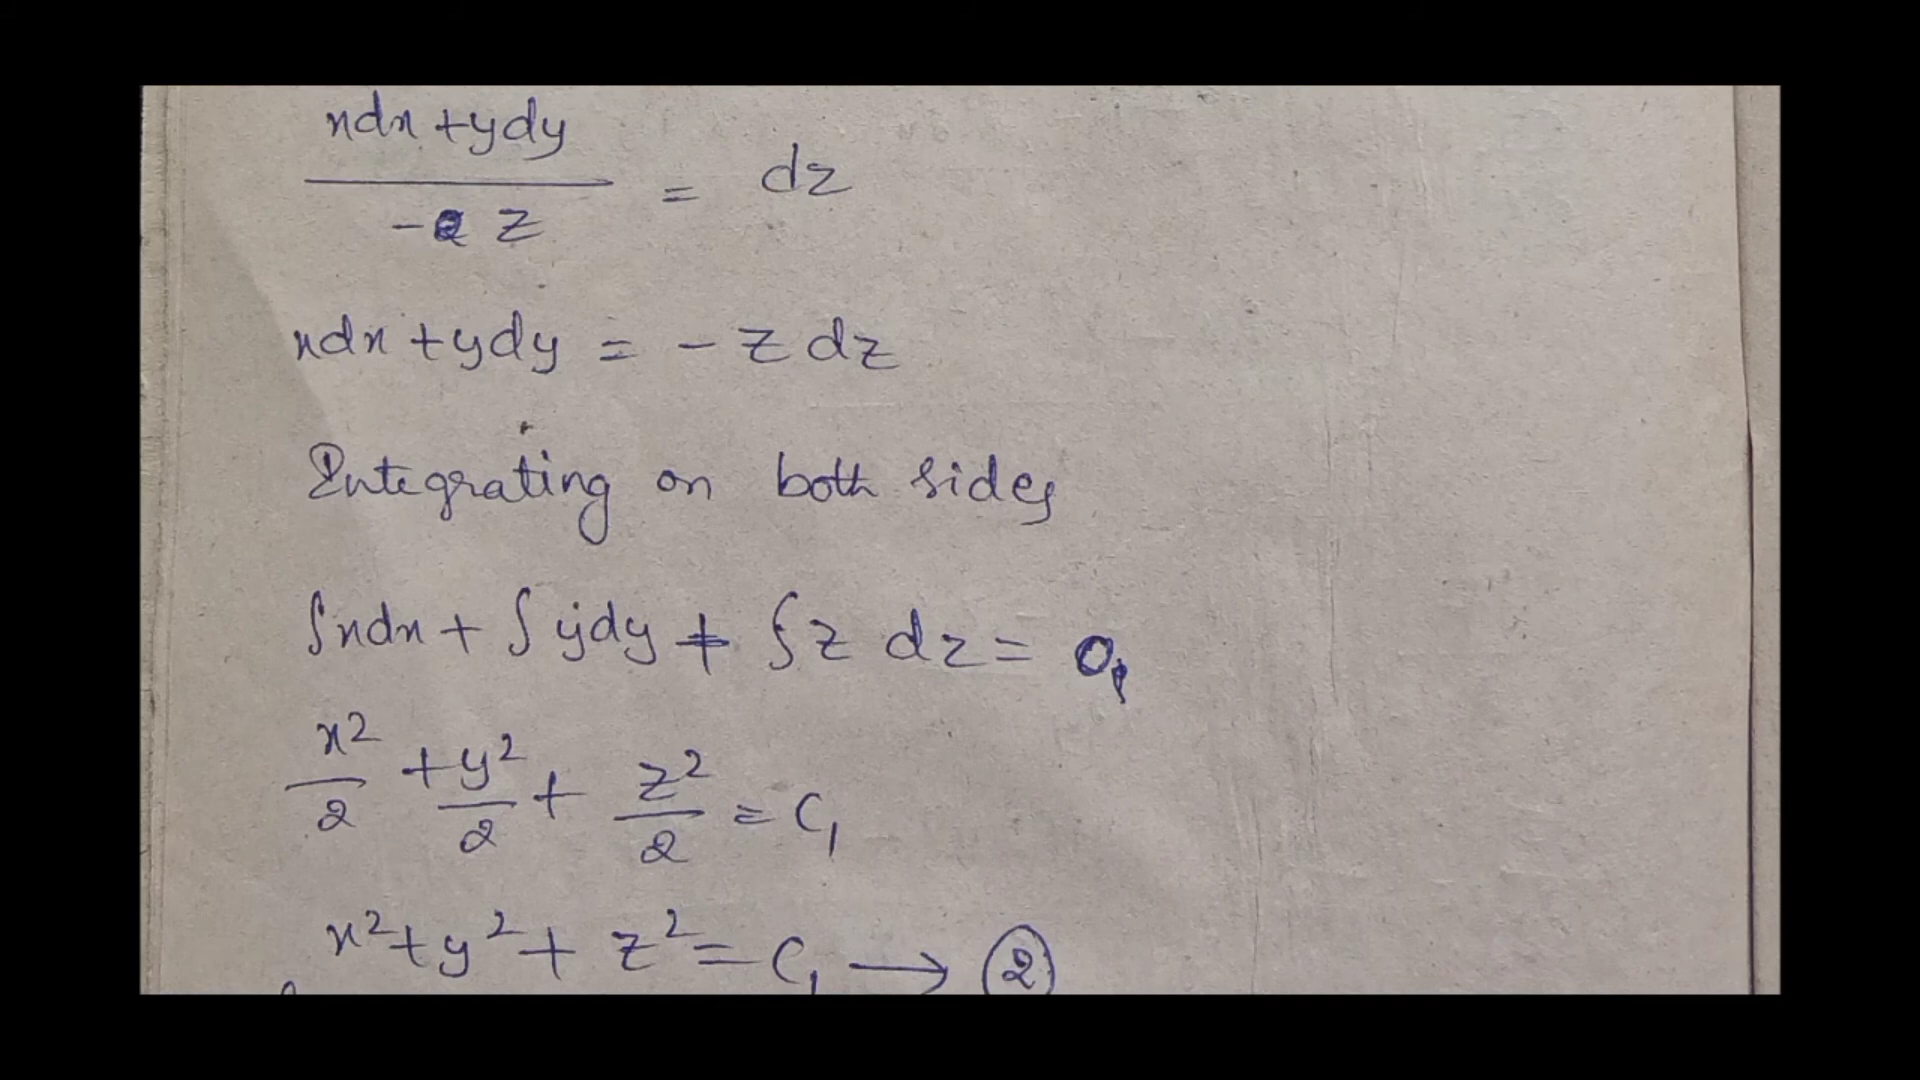 xdx + ydy / -z = dz
xdx + ydy = - z dz
Integrating on both sides
∫xdx + ∫ydy + ∫z dz = 0
x²/2 + y²/2 + z²/2 = C₁
x² + y² + z² = C₁ → ②